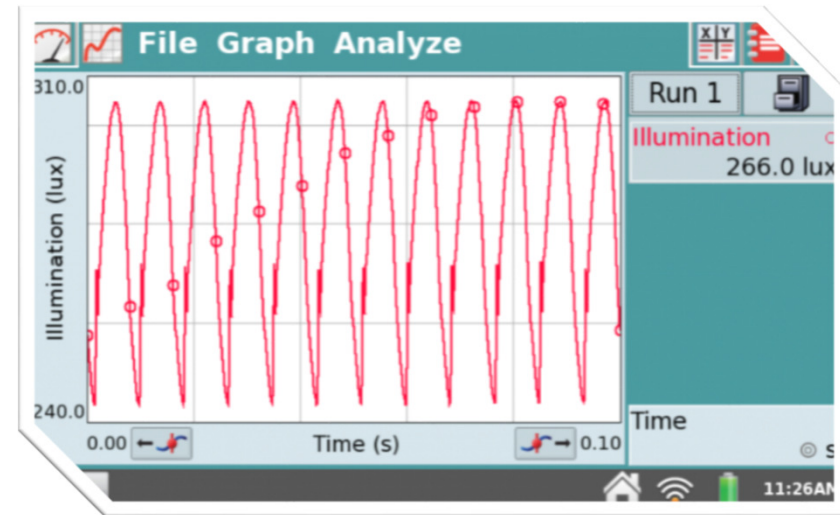 File Graph Analyze
X Y
310.0
Run 1
Illumination
266.0 lux
Illumination (lux)
240.0
0.00
Time (s)
0.10
Time
s
11:26AM